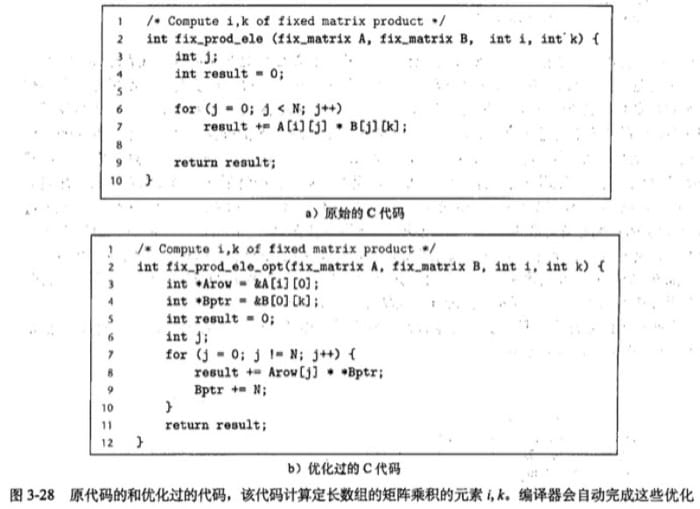 1 /* Compute i,k of fixed matrix product */
2 int fix_prod_ele (fix_matrix A, fix_matrix B, int i, int k) {
3 int j;
4 int result = 0;
5
6 for (j = 0; j < N; j++)
7 result += A[i][j] * B[j][k];
8
9 return result;
10 }
a) 原始的 C 代码
1 /* Compute i,k of fixed matrix product */
2 int fix_prod_ele_opt(fix_matrix A, fix_matrix B, int i, int k) {
3 int *Arow = &A[i][0];
4 int *Bptr = &B[0][k];
5 int result = 0;
6 int j;
7 for (j = 0; j != N; j++) {
8 result += Arow[j] * *Bptr;
9 Bptr += N;
10 }
11 return result;
12 }
b) 优化过的 C 代码
图 3-28 原代码的和优化过的代码,该代码计算定长数组的矩阵乘积的元素 i, k。编译器会自动完成这些优化